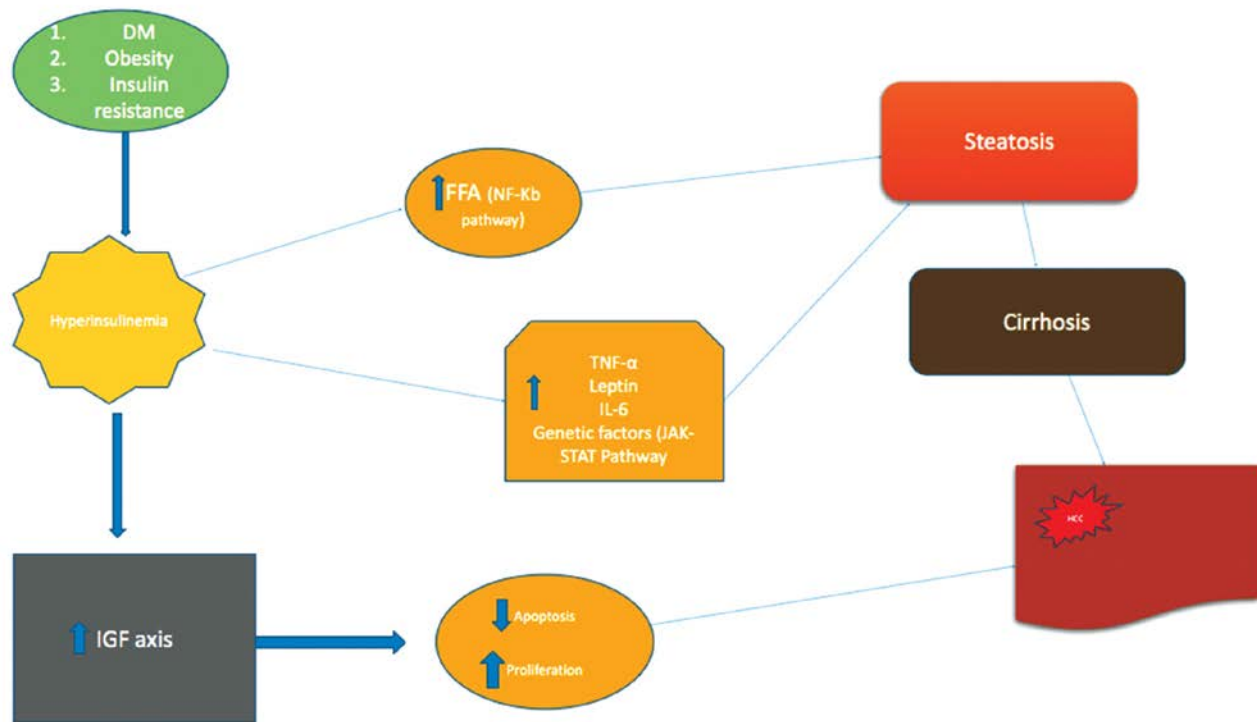 1. DM
2. Obesity
3. Insulin
resistance
Hyperinsulinemia
FFA (NF-Kb
pathway)
TNF-α
Leptin
IL-6
Genetic factors (JAK-
STAT Pathway
IGF axis
Apoptosis
Proliferation
Steatosis
Cirrhosis
HCC